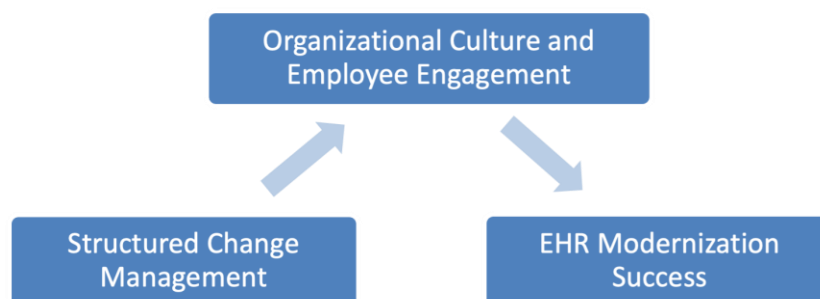 Organizational Culture and
Employee Engagement
Structured Change
Management
EHR Modernization
Success